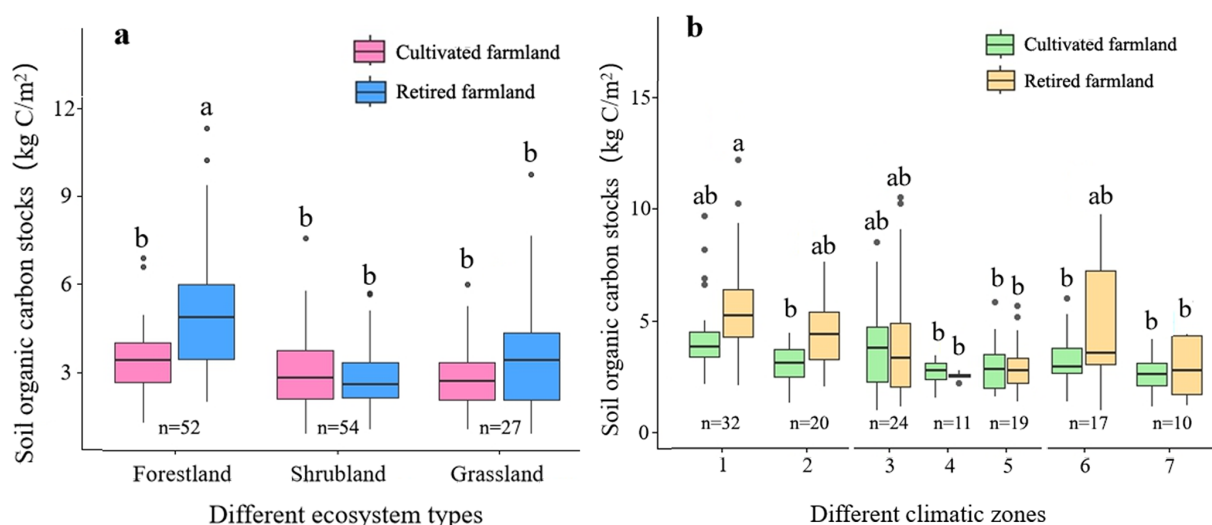 a
Cultivated farmland
Retired farmland
Soil organic carbon stocks (kg C/m²)
12
9
6
3
b
a
b
b
b
b
n=52
n=54
n=27
Forestland
Shrubland
Grassland
Different ecosystem types
b
Cultivated farmland
Retired farmland
Soil organic carbon stocks (kg C/m²)
15
10
5
0
ab
a
b
ab
ab
ab
b
b
b
b
b
ab
b
b
n=32
n=20
n=24
n=11
n=19
n=17
n=10
1
2
3
4
5
6
7
Different climatic zones